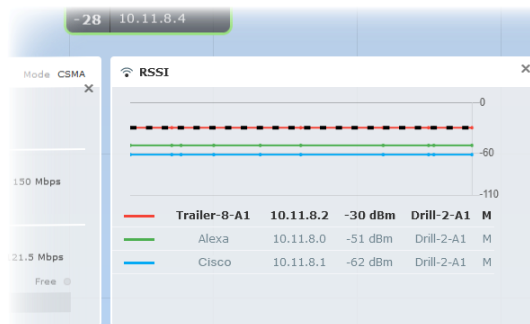 -28 10.11.8.4
Mode CSMA
×
150 Mbps
21.5 Mbps
Free
RSSI ×
0
-60
-110
Trailer-8-A1 10.11.8.2 -30 dBm Drill-2-A1 M
Alexa 10.11.8.0 -51 dBm Drill-2-A1 M
Cisco 10.11.8.1 -62 dBm Drill-2-A1 M